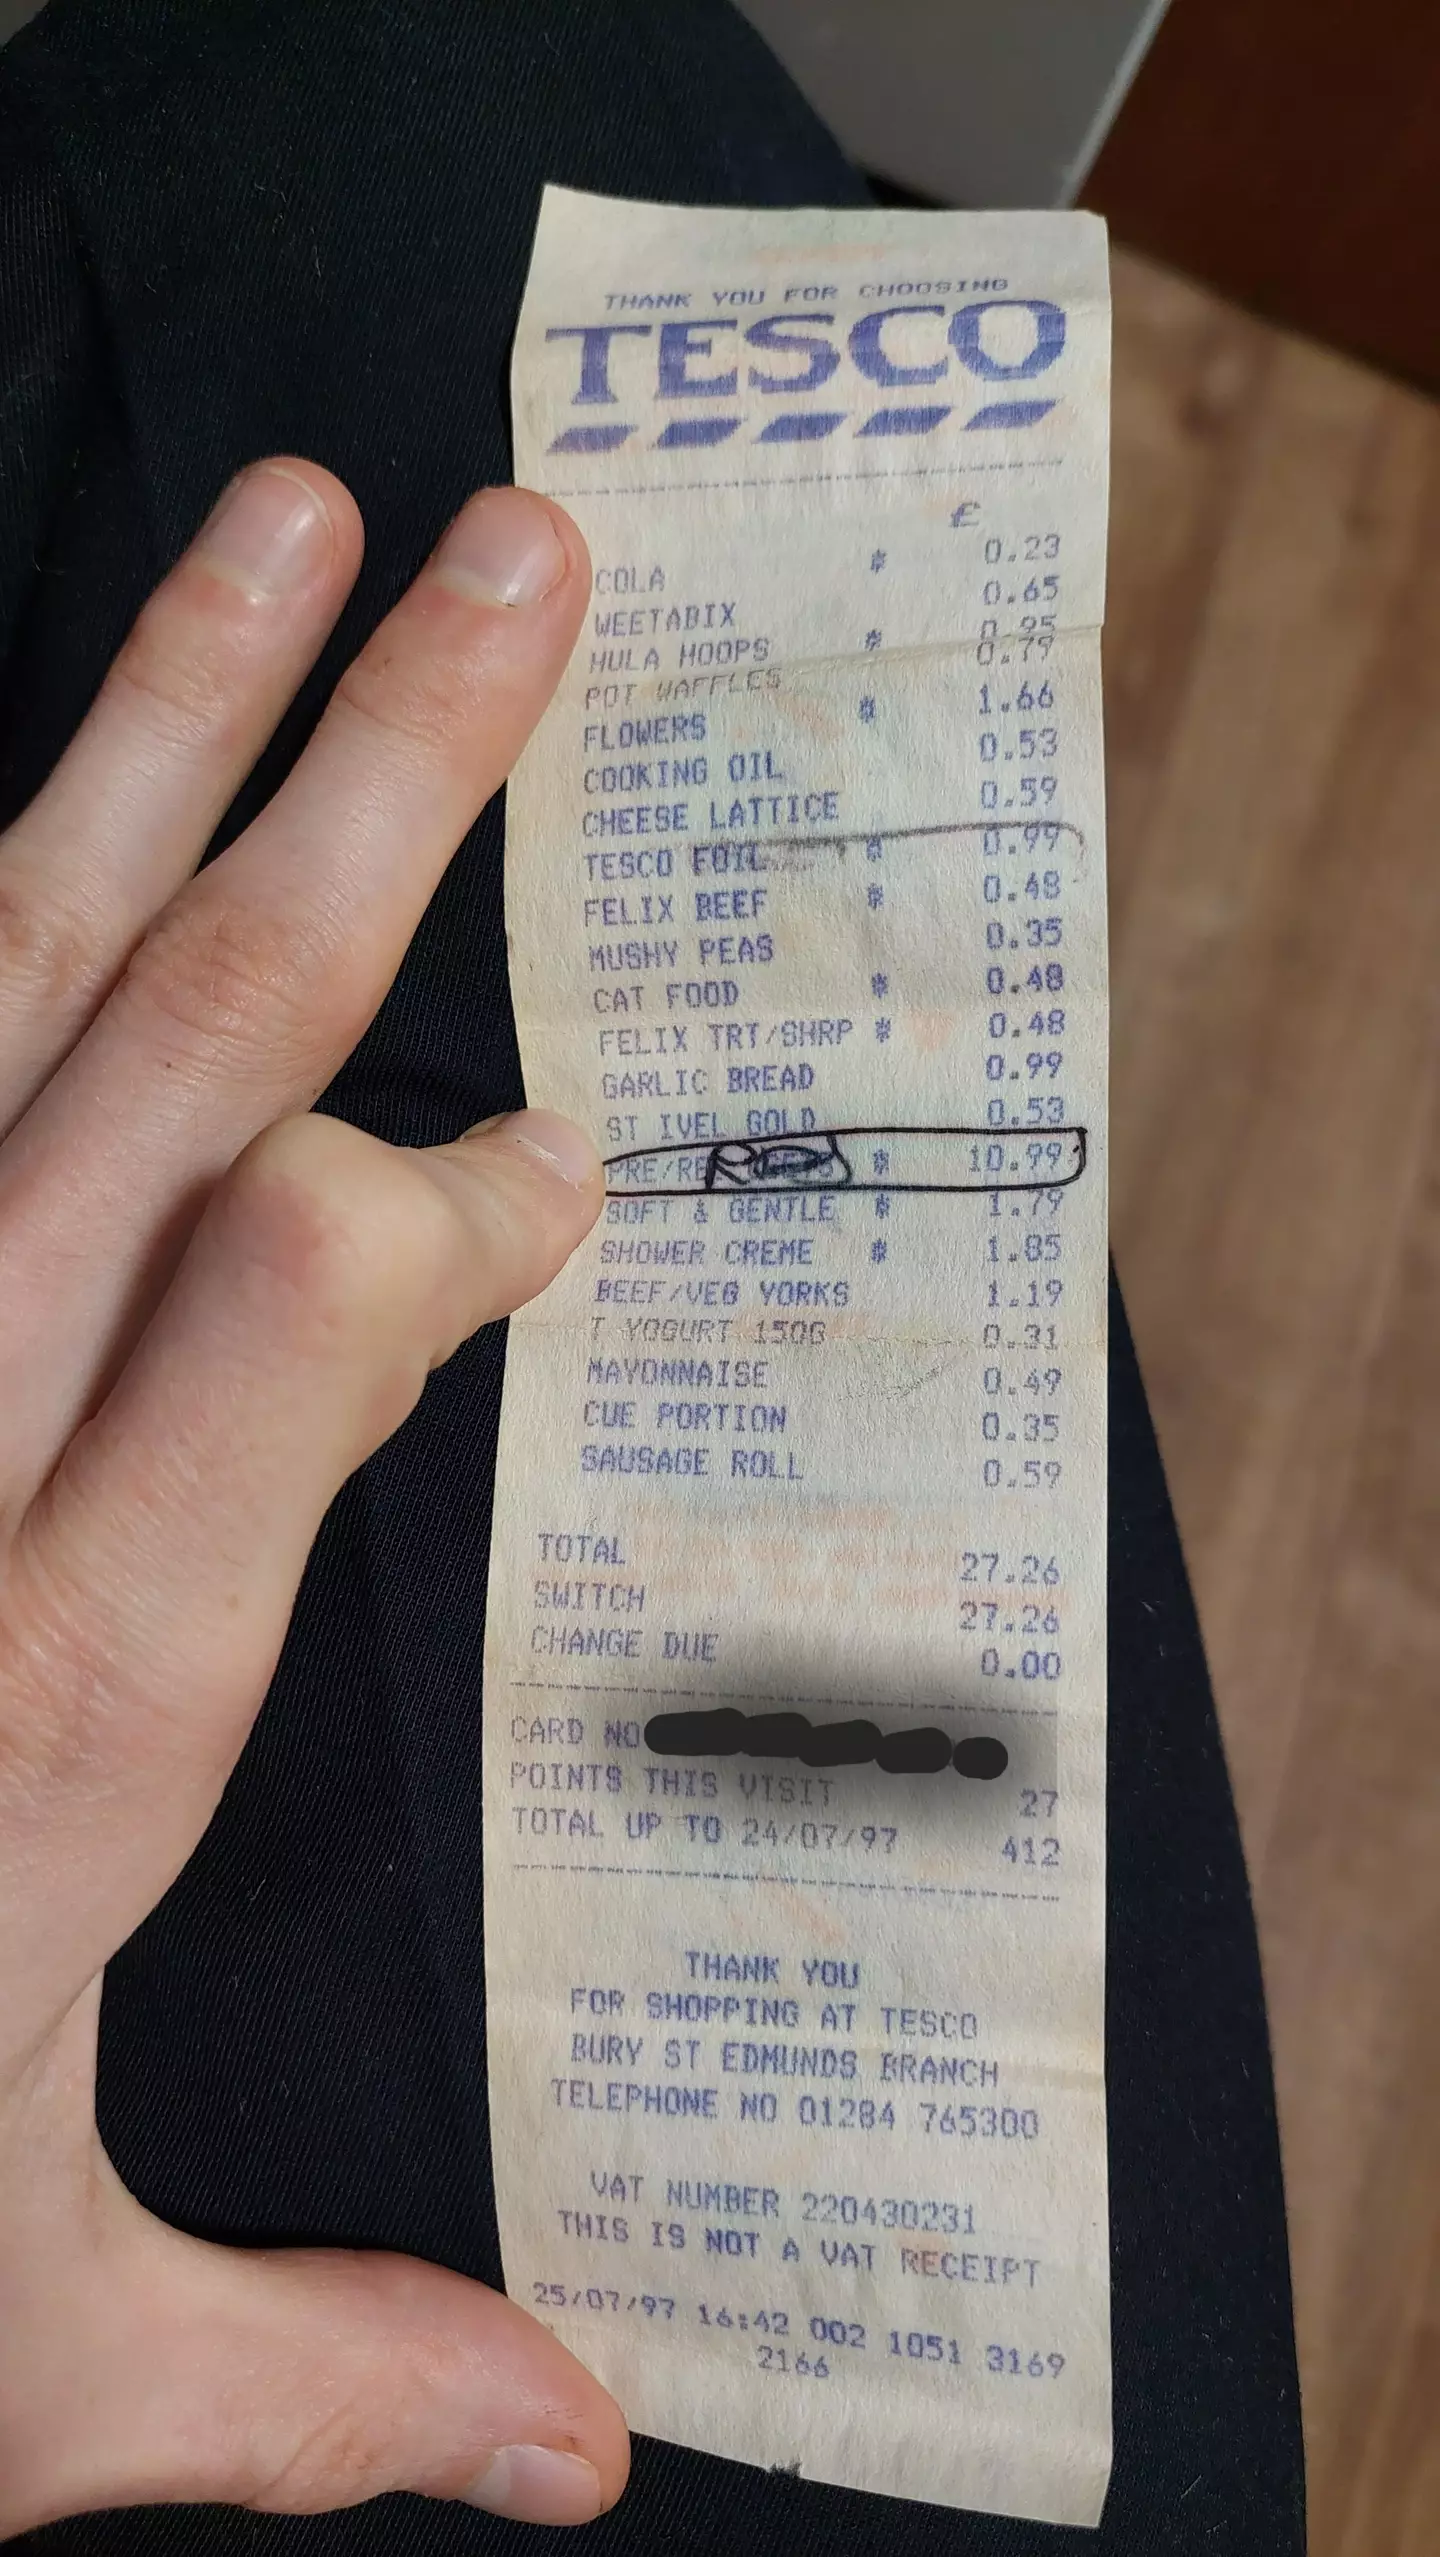 THANK YOU FOR CHOOSING
TESCO
£
COLA * 0.23
WEETABIX 0.65
HULA HOOPS * 0.95
POT WAFFLES 0.79
FLOWERS * 1.66
COOKING OIL 0.53
CHEESE LATTICE 0.59
TESCO FOIL * 0.99
FELIX BEEF * 0.48
MUSHY PEAS 0.35
CAT FOOD * 0.48
FELIX TRT/SHRP * 0.48
GARLIC BREAD 0.99
ST IVEL GOLD 0.53
PRE/RE * 10.99
SOFT & GENTLE * 1.79
SHOWER CREME * 1.85
BEEF/VEG YORKS 1.19
T YOGURT 150G 0.31
MAYONNAISE 0.49
CUE PORTION 0.35
SAUSAGE ROLL 0.59
TOTAL 27.26
SWITCH 27.26
CHANGE DUE 0.00
CARD NO
POINTS THIS VISIT 27
TOTAL UP TO 24/07/97 412
THANK YOU
FOR SHOPPING AT TESCO
BURY ST EDMUNDS BRANCH
TELEPHONE NO 01284 765300
VAT NUMBER 220430231
THIS IS NOT A VAT RECEIPT
25/07/97 16:42 002 1051 3169
2166